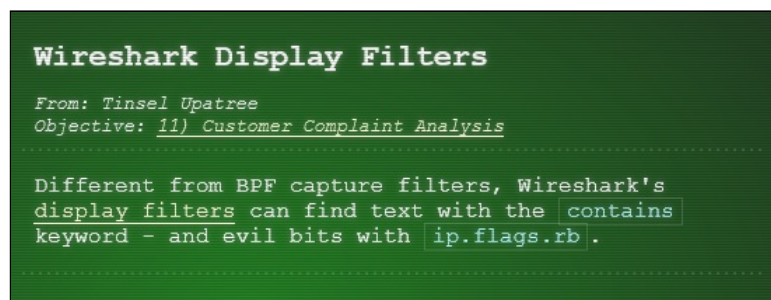 Wireshark Display Filters
From: Tinsel Upatree
Objective: 11) Customer Complaint Analysis
Different from BPF capture filters, Wireshark's
display filters can find text with the contains
keyword - and evil bits with ip.flags.rb.